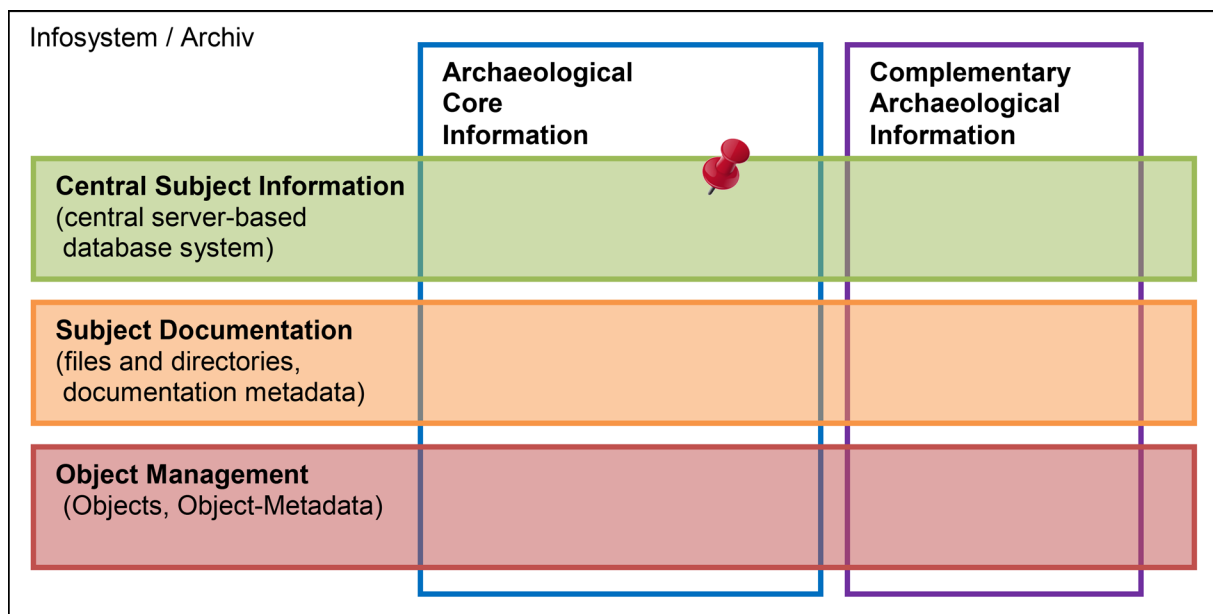 Infosystem / Archiv
Archaeological
Core
Information
Complementary
Archaeological
Information
Central Subject Information
(central server-based
database system)
Subject Documentation
(files and directories,
documentation metadata)
Object Management
(Objects, Object-Metadata)